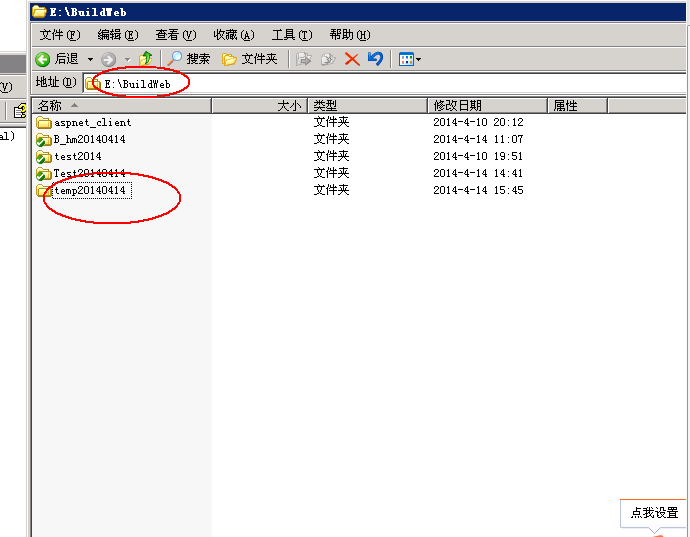 E:\BuildWeb
文件(F) 编辑(E) 查看(V) 收藏(A) 工具(T) 帮助(H)
后退 搜索 文件夹
地址(D) E:\BuildWeb
名称 大小 类型 修改日期 属性
aspnet_client 文件夹 2014-4-10 20:12
B_hm20140414 文件夹 2014-4-14 11:07
test2014 文件夹 2014-4-10 19:51
Test20140414 文件夹 2014-4-14 14:41
temp20140414 文件夹 2014-4-14 15:45
点我设置